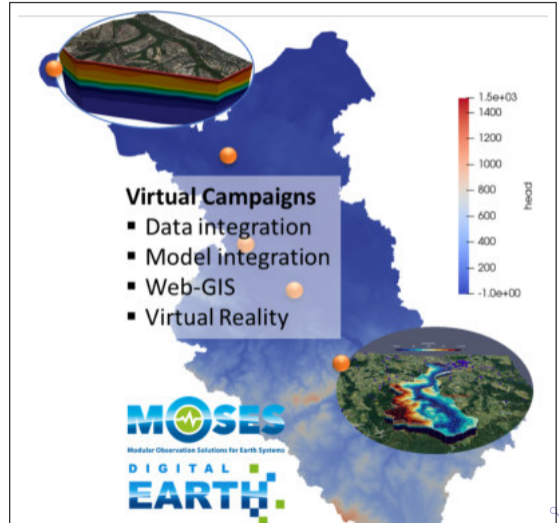 Virtual Campaigns
▪ Data integration
▪ Model integration
▪ Web-GIS
▪ Virtual Reality
1.5e+03
1400
1200
1000
800
600
400
200
-1.0e+00
head
MOSES
Modular Observation Solutions for Earth Systems
DIGITAL
EARTH